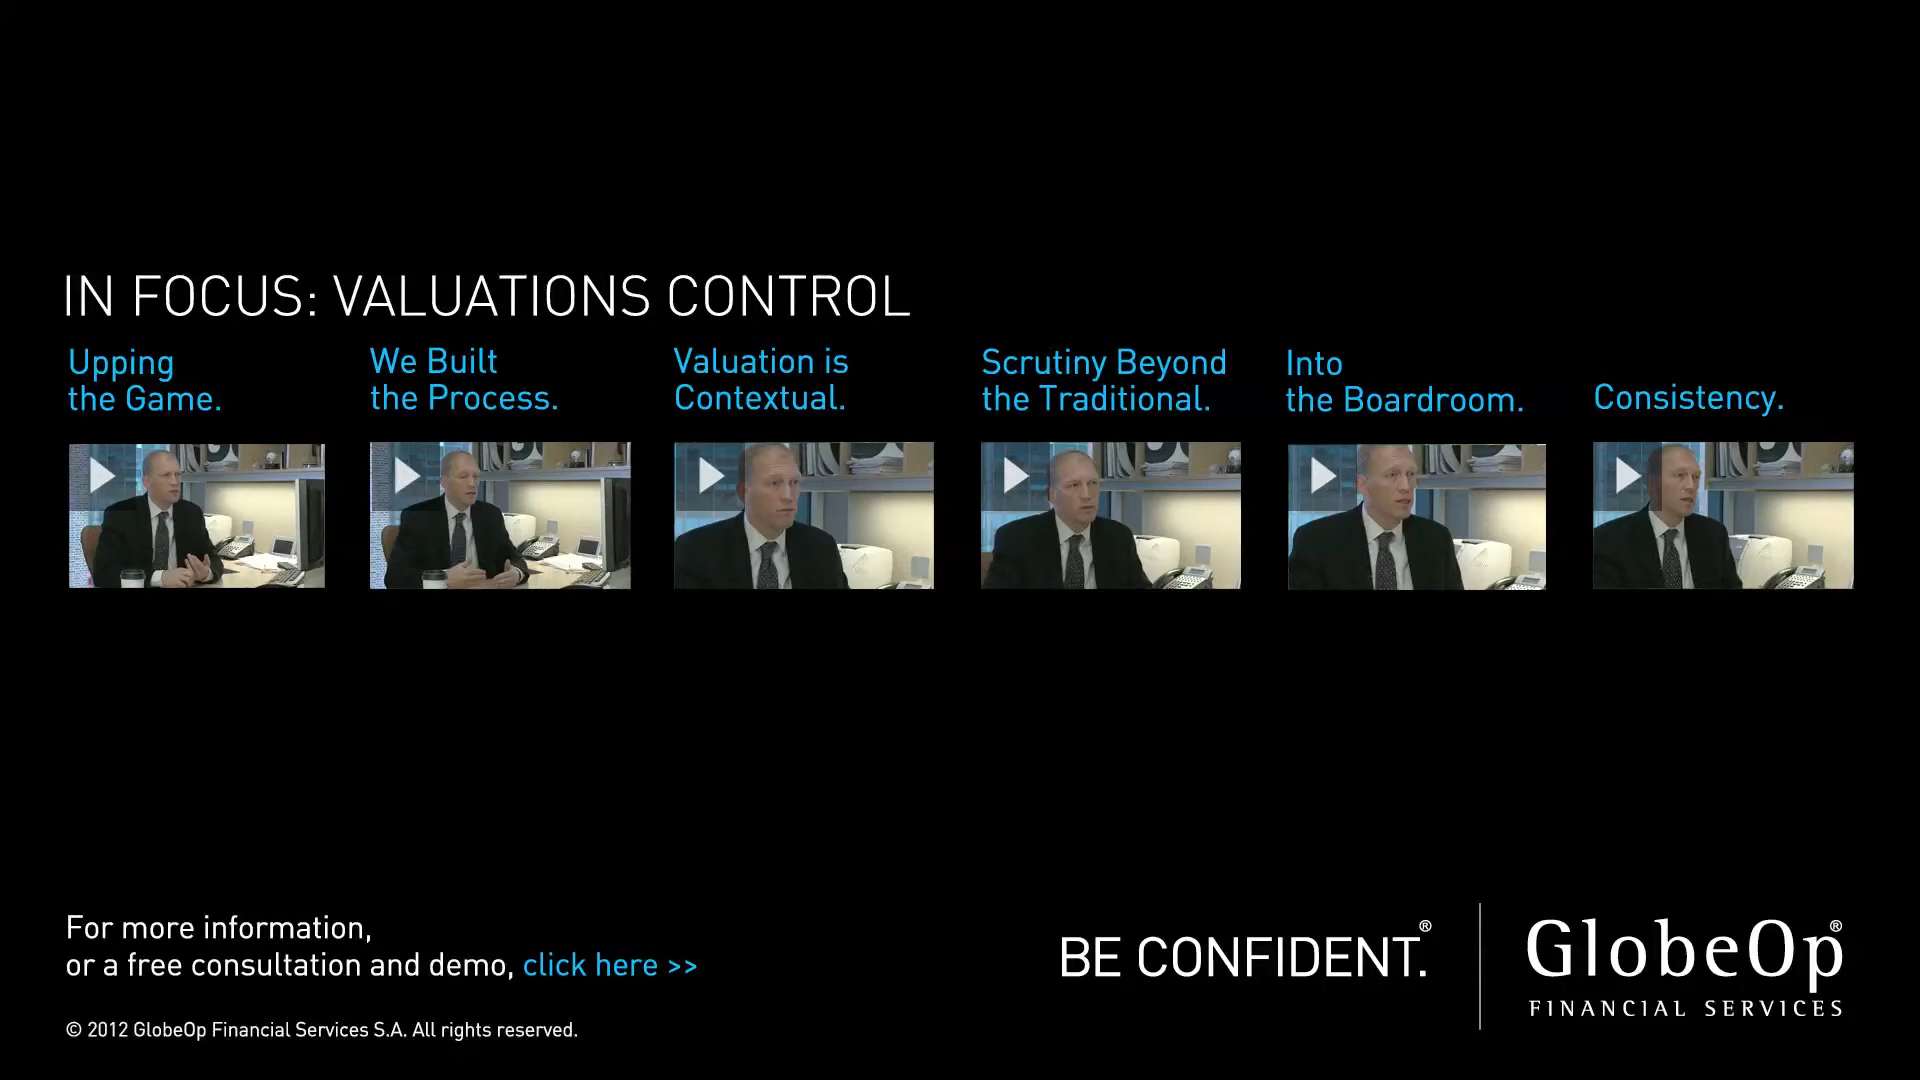 IN FOCUS: VALUATIONS CONTROL
Upping
the Game.
We Built
the Process.
Valuation is
Contextual.
Scrutiny Beyond
the Traditional.
Into
the Boardroom.
Consistency.
For more information,
or a free consultation and demo, click here >>
© 2012 GlobeOp Financial Services S.A. All rights reserved.
BE CONFIDENT.®
GlobeOp®
FINANCIAL SERVICES